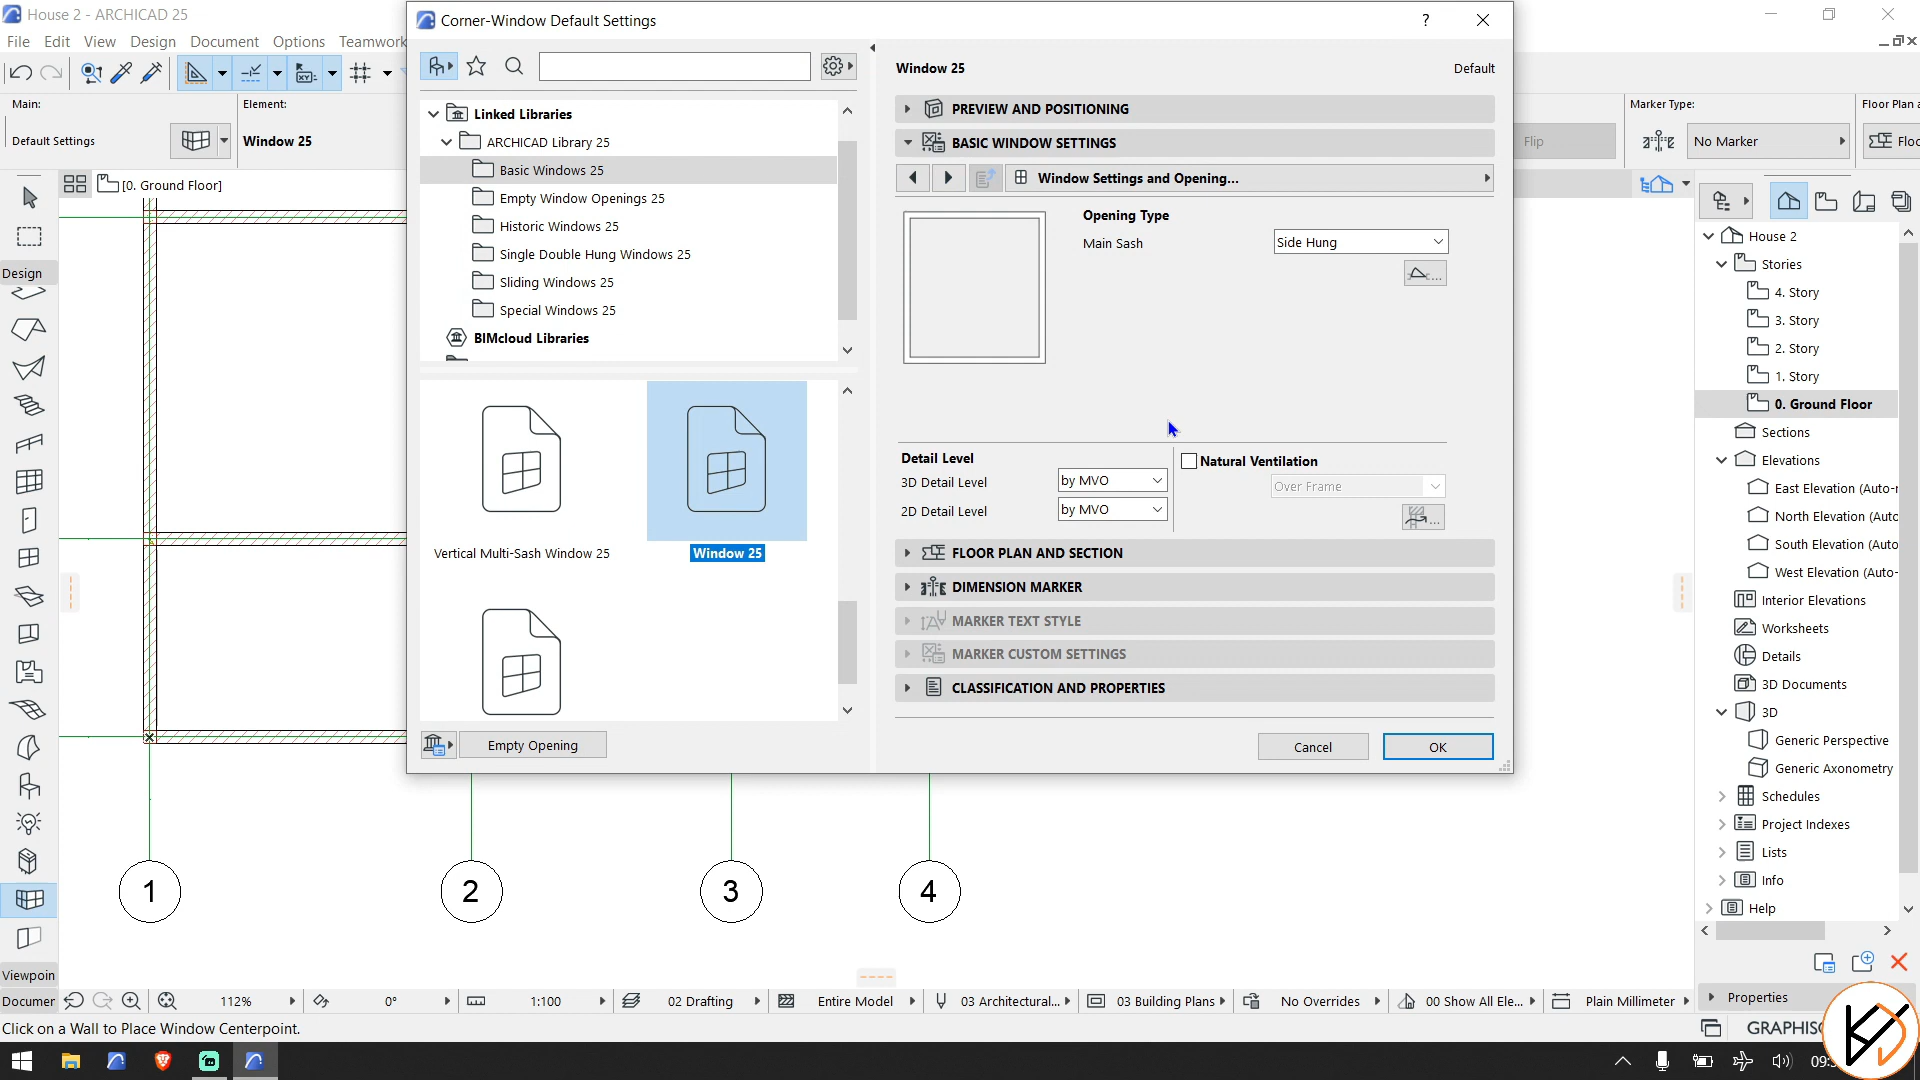 House 2 - ARCHICAD 25
File Edit View Design Document Options Teamwork
Main:
Default Settings
Element:
Window 25
[0. Ground Floor]
Design
Viewpoin
Documer
Corner-Window Default Settings
?
Linked Libraries
ARCHICAD Library 25
Basic Windows 25
Empty Window Openings 25
Historic Windows 25
Single Double Hung Windows 25
Sliding Windows 25
Special Windows 25
BIMcloud Libraries
Vertical Multi-Sash Window 25
Window 25
Empty Opening
Window 25
Default
PREVIEW AND POSITIONING
BASIC WINDOW SETTINGS
Window Settings and Opening...
Opening Type
Main Sash
Side Hung
Detail Level
3D Detail Level
by MVO
2D Detail Level
by MVO
Natural Ventilation
Over Frame
FLOOR PLAN AND SECTION
DIMENSION MARKER
MARKER TEXT STYLE
MARKER CUSTOM SETTINGS
CLASSIFICATION AND PROPERTIES
Cancel
OK
Flip
Marker Type:
No Marker
Floor Plan a
Floo
House 2
Stories
4. Story
3. Story
2. Story
1. Story
0. Ground Floor
Sections
Elevations
East Elevation (Auto-r
North Elevation (Autc
South Elevation (Auto
West Elevation (Auto-
Interior Elevations
Worksheets
Details
3D Documents
3D
Generic Perspective
Generic Axonometry
Schedules
Project Indexes
Lists
Info
Help
Properties
1
2
3
4
112%
0°
1:100
02 Drafting
Entire Model
03 Architectural...
03 Building Plans
No Overrides
00 Show All Ele...
Plain Millimeter
Click on a Wall to Place Window Centerpoint.
GRAPHIS